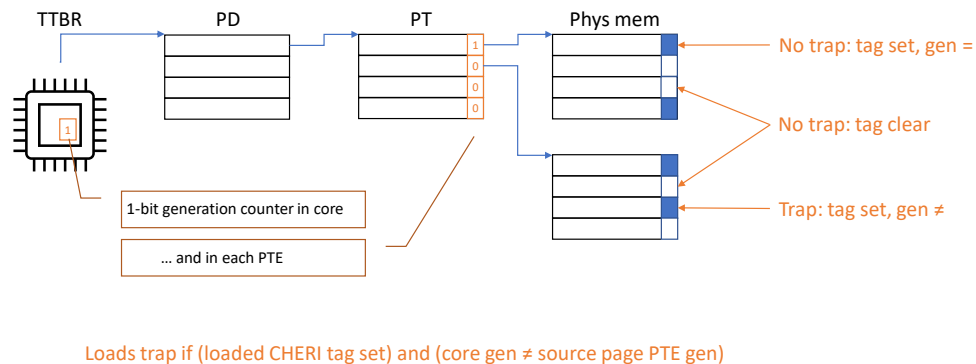 TTBR
PD
PT
Phys mem
1
0
0
0
1
No trap: tag set, gen =
No trap: tag clear
Trap: tag set, gen ≠
1-bit generation counter in core
... and in each PTE
Loads trap if (loaded CHERI tag set) and (core gen ≠ source page PTE gen)